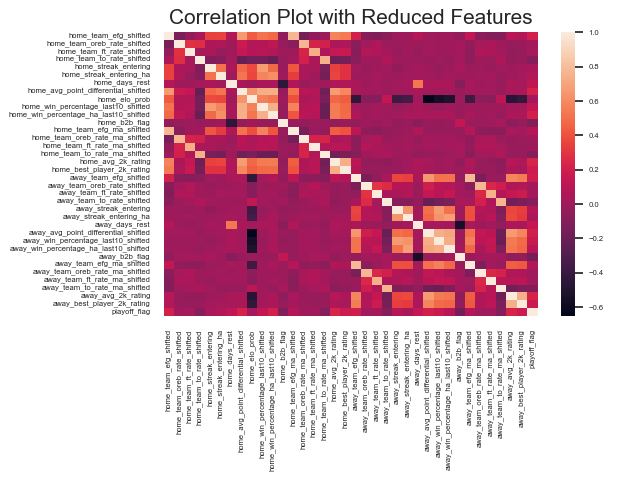 Correlation Plot with Reduced Features
home_team_efg_shifted
home_team_oreb_rate_shifted
home_team_ft_rate_shifted
home_team_to_rate_shifted
home_streak_entering
home_streak_entering_ha
home_days_rest
home_avg_point_differential_shifted
home_elo_prob
home_win_percentage_last10_shifted
home_win_percentage_ha_last10_shifted
home_b2b_flag
home_team_efg_ma_shifted
home_team_oreb_rate_ma_shifted
home_team_ft_rate_ma_shifted
home_team_to_rate_ma_shifted
home_avg_2k_rating
home_best_player_2k_rating
away_team_efg_shifted
away_team_oreb_rate_shifted
away_team_ft_rate_shifted
away_team_to_rate_shifted
away_streak_entering
away_streak_entering_ha
away_days_rest
away_avg_point_differential_shifted
away_win_percentage_last10_shifted
away_win_percentage_ha_last10_shifted
away_b2b_flag
away_team_efg_ma_shifted
away_team_oreb_rate_ma_shifted
away_team_ft_rate_ma_shifted
away_team_to_rate_ma_shifted
away_avg_2k_rating
away_best_player_2k_rating
playoff_flag
home_team_efg_shifted
home_team_oreb_rate_shifted
home_team_ft_rate_shifted
home_team_to_rate_shifted
home_streak_entering
home_streak_entering_ha
home_days_rest
home_avg_point_differential_shifted
home_elo_prob
home_win_percentage_last10_shifted
home_win_percentage_ha_last10_shifted
home_b2b_flag
home_team_efg_ma_shifted
home_team_oreb_rate_ma_shifted
home_team_ft_rate_ma_shifted
home_team_to_rate_ma_shifted
home_avg_2k_rating
home_best_player_2k_rating
away_team_efg_shifted
away_team_oreb_rate_shifted
away_team_ft_rate_shifted
away_team_to_rate_shifted
away_streak_entering
away_streak_entering_ha
away_days_rest
away_avg_point_differential_shifted
away_win_percentage_last10_shifted
away_win_percentage_ha_last10_shifted
away_b2b_flag
away_team_efg_ma_shifted
away_team_oreb_rate_ma_shifted
away_team_ft_rate_ma_shifted
away_team_to_rate_ma_shifted
away_avg_2k_rating
away_best_player_2k_rating
playoff_flag
1.0
0.8
0.6
0.4
0.2
0.0
−0.2
−0.4
−0.6